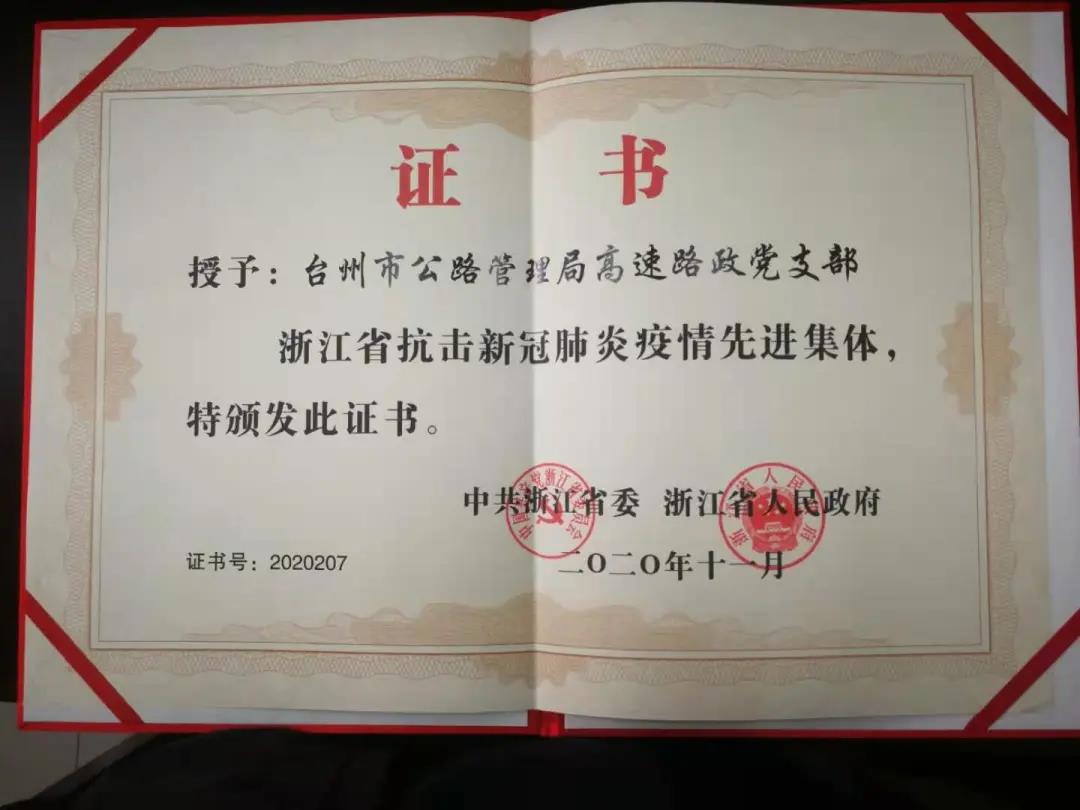 证 书
授予：台州市公路管理局高速路政党支部
浙江省抗击新冠肺炎疫情先进集体，
特颁发此证书。
中共浙江省委 浙江省人民政府
证书号：2020207
二〇二〇年十一月